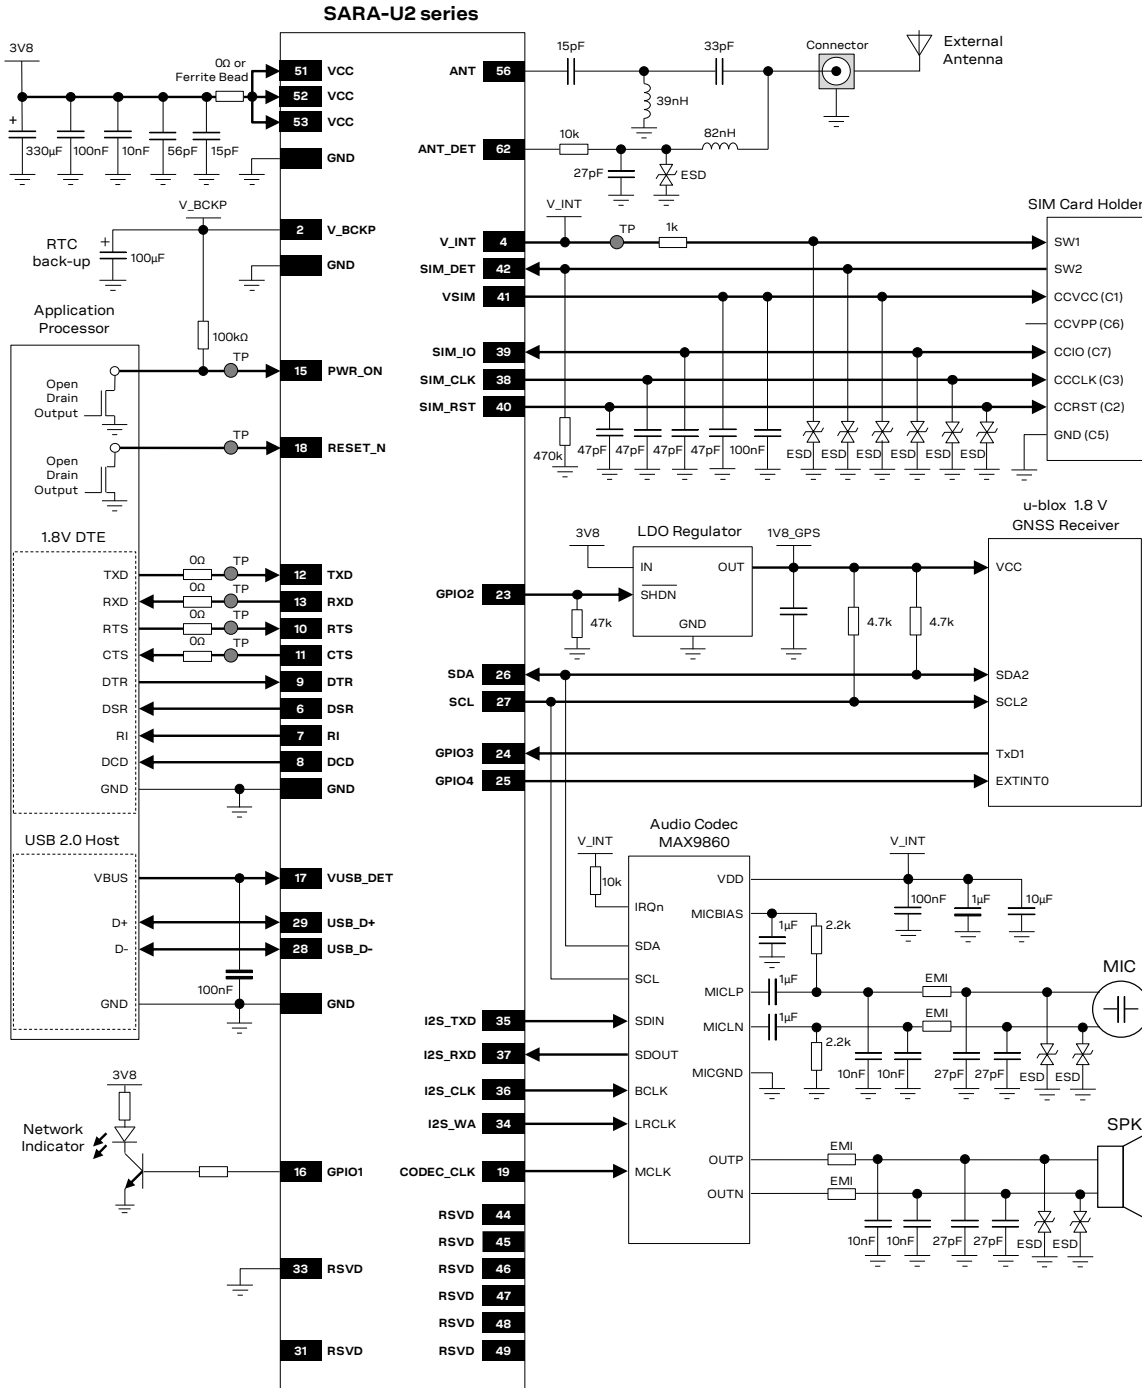 SARA-U2 series
3V8
0Ω or
Ferrite Bead
51 VCC
52 VCC
53 VCC
GND
+
330µF
100nF
10nF
56pF
15pF
ANT 56
15pF
33pF
39nH
Connector
External
Antenna
ANT_DET 62
10k
82nH
27pF
ESD
V_BCKP
2 V_BCKP
GND
RTC
back-up
+
100µF
V_INT
V_INT 4
TP
1k
SIM Card Holder
SW1
SIM_DET 42
SW2
VSIM 41
CCVCC (C1)
CCVPP (C6)
SIM_IO 39
CCIO (C7)
SIM_CLK 38
CCCLK (C3)
SIM_RST 40
CCRST (C2)
GND (C5)
470k
47pF
47pF
47pF
47pF
100nF
ESD
ESD
ESD
ESD
ESD
ESD
Application
Processor
100kΩ
TP
15 PWR_ON
Open
Drain
Output
TP
18 RESET_N
Open
Drain
Output
1.8V DTE
TXD
0Ω
TP
12 TXD
RXD
0Ω
TP
13 RXD
RTS
0Ω
TP
10 RTS
CTS
0Ω
TP
11 CTS
DTR
9 DTR
DSR
6 DSR
RI
7 RI
DCD
8 DCD
GND
GND
USB 2.0 Host
VBUS
17 VUSB_DET
D+
29 USB_D+
D-
28 USB_D-
100nF
GND
GND
3V8
LDO Regulator
IN
OUT
SHDN
GND
1V8_GPS
u-blox 1.8 V
GNSS Receiver
VCC
GPIO2 23
47k
4.7k
4.7k
SDA 26
SDA2
SCL 27
SCL2
GPIO3 24
TxD1
GPIO4 25
EXTINT0
Audio Codec
MAX9860
V_INT
10k
IRQn
SDA
SCL
VDD
V_INT
100nF
1µF
10µF
MICBIAS
1µF
2.2k
MICLP
1µF
EMI
MIC
MICLN
1µF
EMI
2.2k
10nF
10nF
27pF
27pF
ESD
ESD
MICGND
I2S_TXD 35
SDIN
I2S_RXD 37
SDOUT
I2S_CLK 36
BCLK
I2S_WA 34
LRCLK
CODEC_CLK 19
MCLK
OUTP
EMI
SPK
OUTN
EMI
10nF
10nF
27pF
27pF
ESD
ESD
3V8
Network
Indicator
16 GPIO1
33 RSVD
31 RSVD
RSVD 44
RSVD 45
RSVD 46
RSVD 47
RSVD 48
RSVD 49